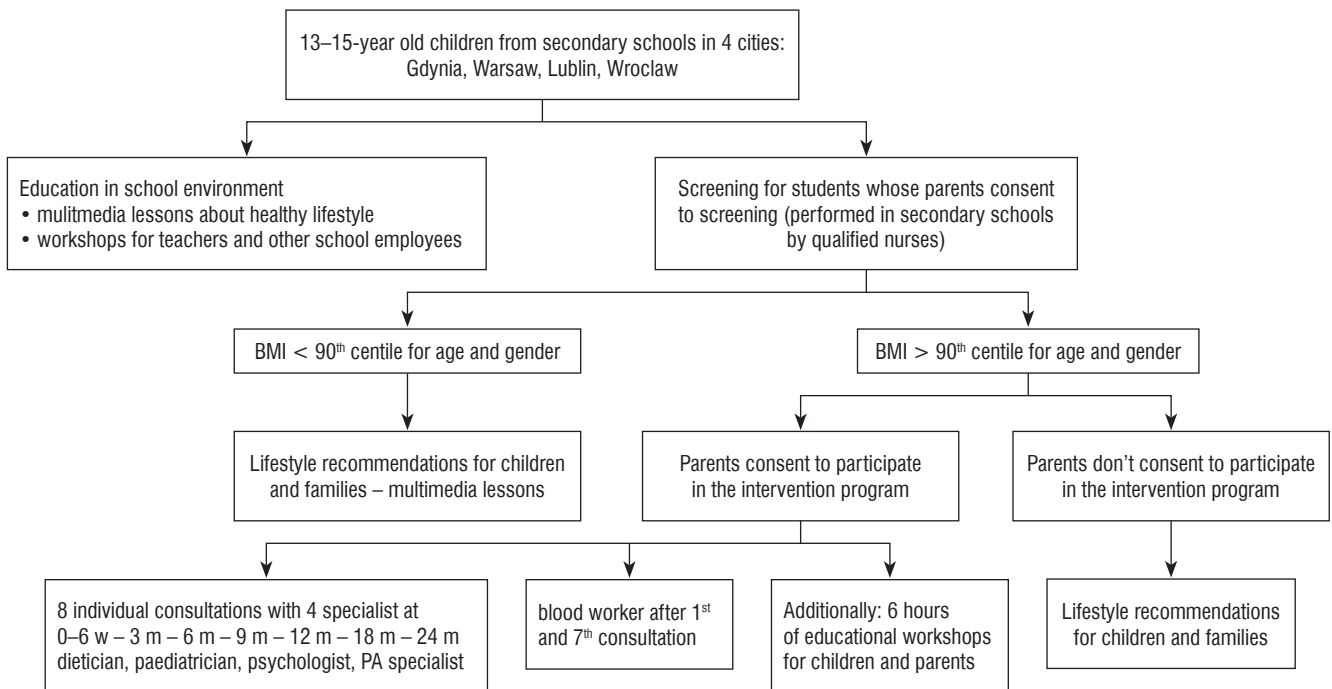 13–15-year old children from secondary schools in 4 cities:
Gdynia, Warsaw, Lublin, Wroclaw
Education in school environment
• mulitmedia lessons about healthy lifestyle
• workshops for teachers and other school employees
Screening for students whose parents consent
to screening (performed in secondary schools
by qualified nurses)
BMI < 90th centile for age and gender
BMI > 90th centile for age and gender
Lifestyle recommendations for children
and families – multimedia lessons
Parents consent to participate
in the intervention program
Parents don’t consent to participate
in the intervention program
8 individual consultations with 4 specialist at
0–6 w – 3 m – 6 m – 9 m – 12 m – 18 m – 24 m
dietician, paediatrician, psychologist, PA specialist
blood worker after 1st
and 7th consultation
Additionally: 6 hours
of educational workshops
for children and parents
Lifestyle recommendations
for children and families